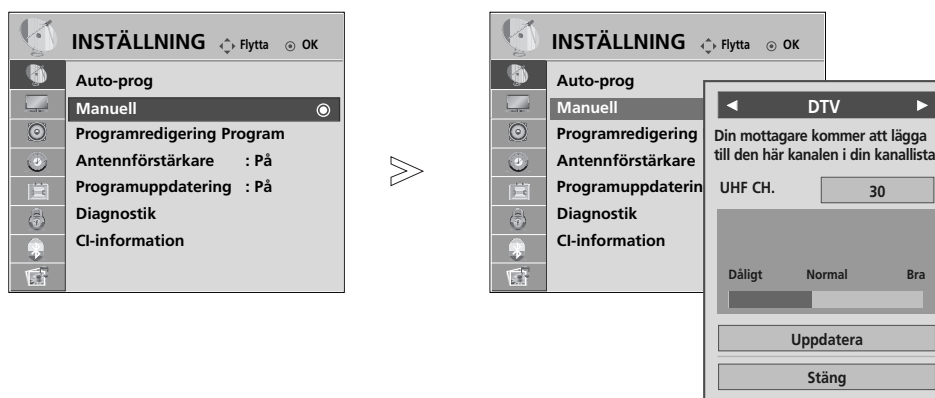 INSTÄLLNING Flytta OK
Auto-prog
Manuell
Programredigering Program
Antennförstärkare : På
Programuppdatering : På
Diagnostik
CI-information
INSTÄLLNING Flytta OK
Auto-prog
Manuell
Programredigering
Antennförstärkare
Programuppdaterin
Diagnostik
CI-information
DTV
Din mottagare kommer att lägga
till den här kanalen i din kanallista
UHF CH. 30
Dåligt Normal Bra
Uppdatera
Stäng